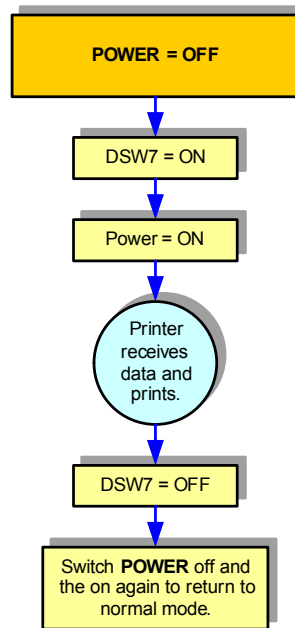 POWER = OFF
DSW7 = ON
Power = ON
Printer
receives
data and
prints.
DSW7 = OFF
Switch POWER off and
the on again to return to
normal mode.